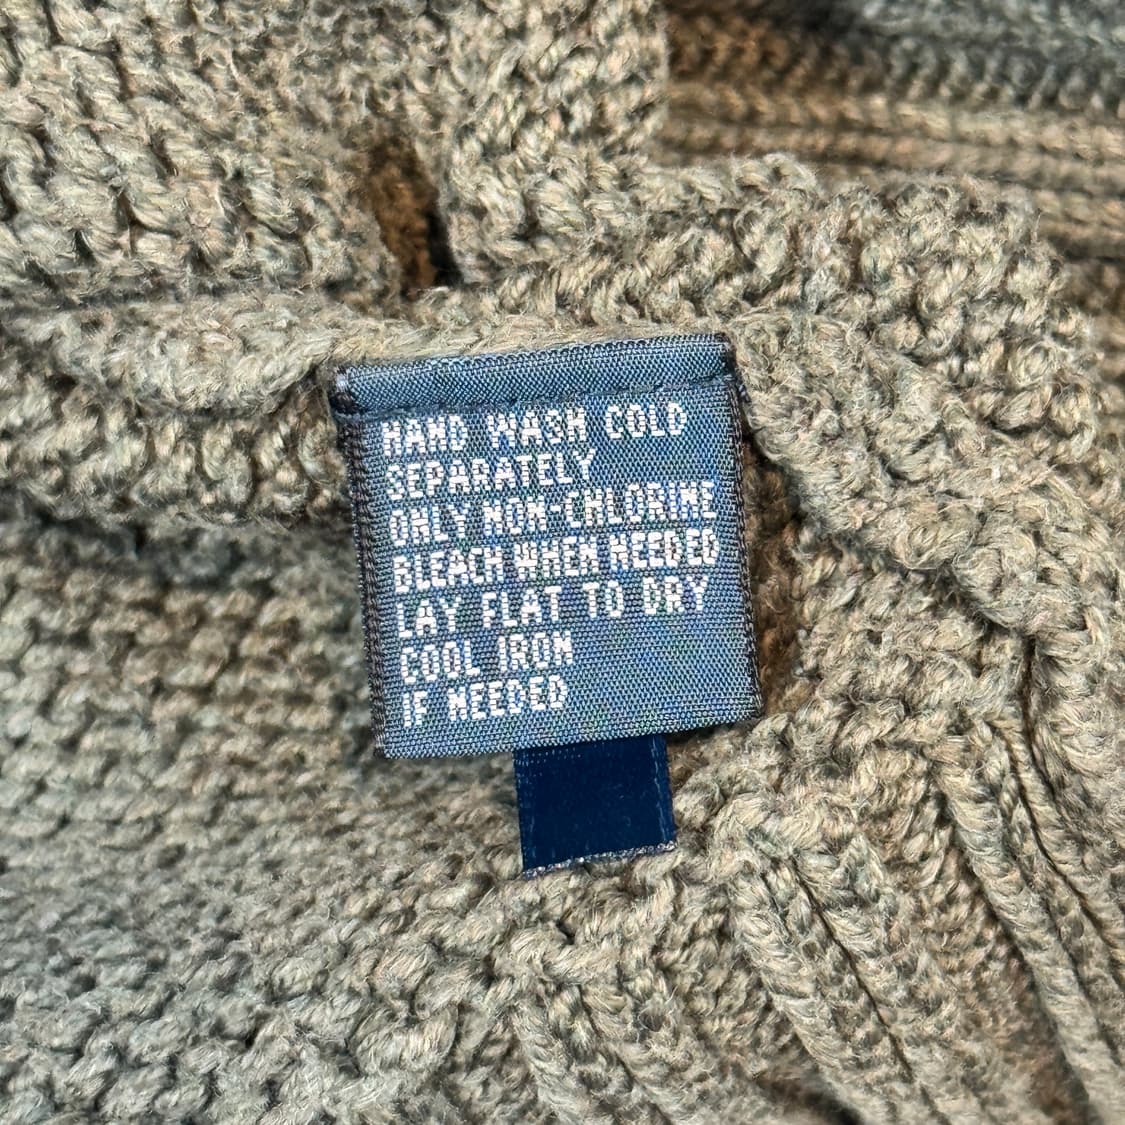 HAND WASH COLD
SEPARATELY
ONLY NON-CHLORINE
BLEACH WHEN NEEDED
LAY FLAT TO DRY
COOL IRON
IF NEEDED